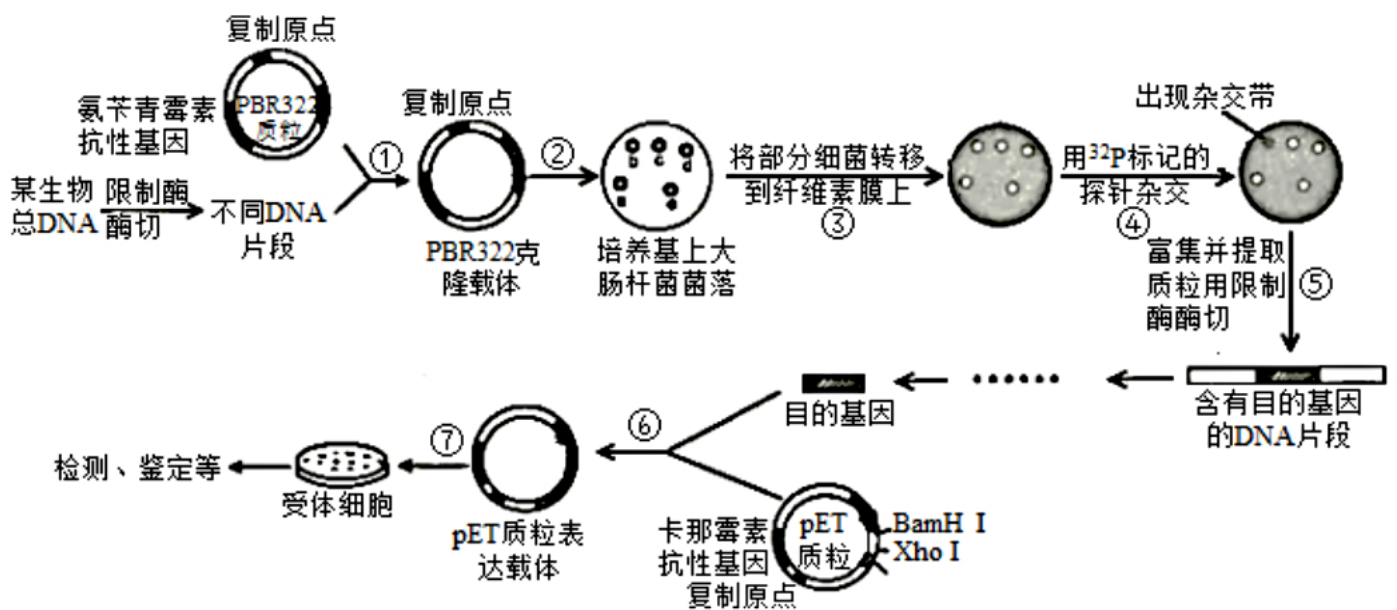 复制原点
PBR322
质粒
氨苄青霉素
抗性基因
某生物
总DNA
限制酶
酶切
不同DNA
片段
①
复制原点
PBR322克
隆载体
②
b c d
a e
培养基上大
肠杆菌菌落
将部分细菌转移
到纤维素膜上
③
用³²P标记的
探针杂交
④
出现杂交带
富集并提取
质粒用限制
酶酶切
⑤
含有目的基因
的DNA片段
······
目的基因
⑥
卡那霉素
抗性基因
复制原点
pET
质粒
BamH I
Xho I
pET质粒表
达载体
⑦
受体细胞
检测、鉴定等